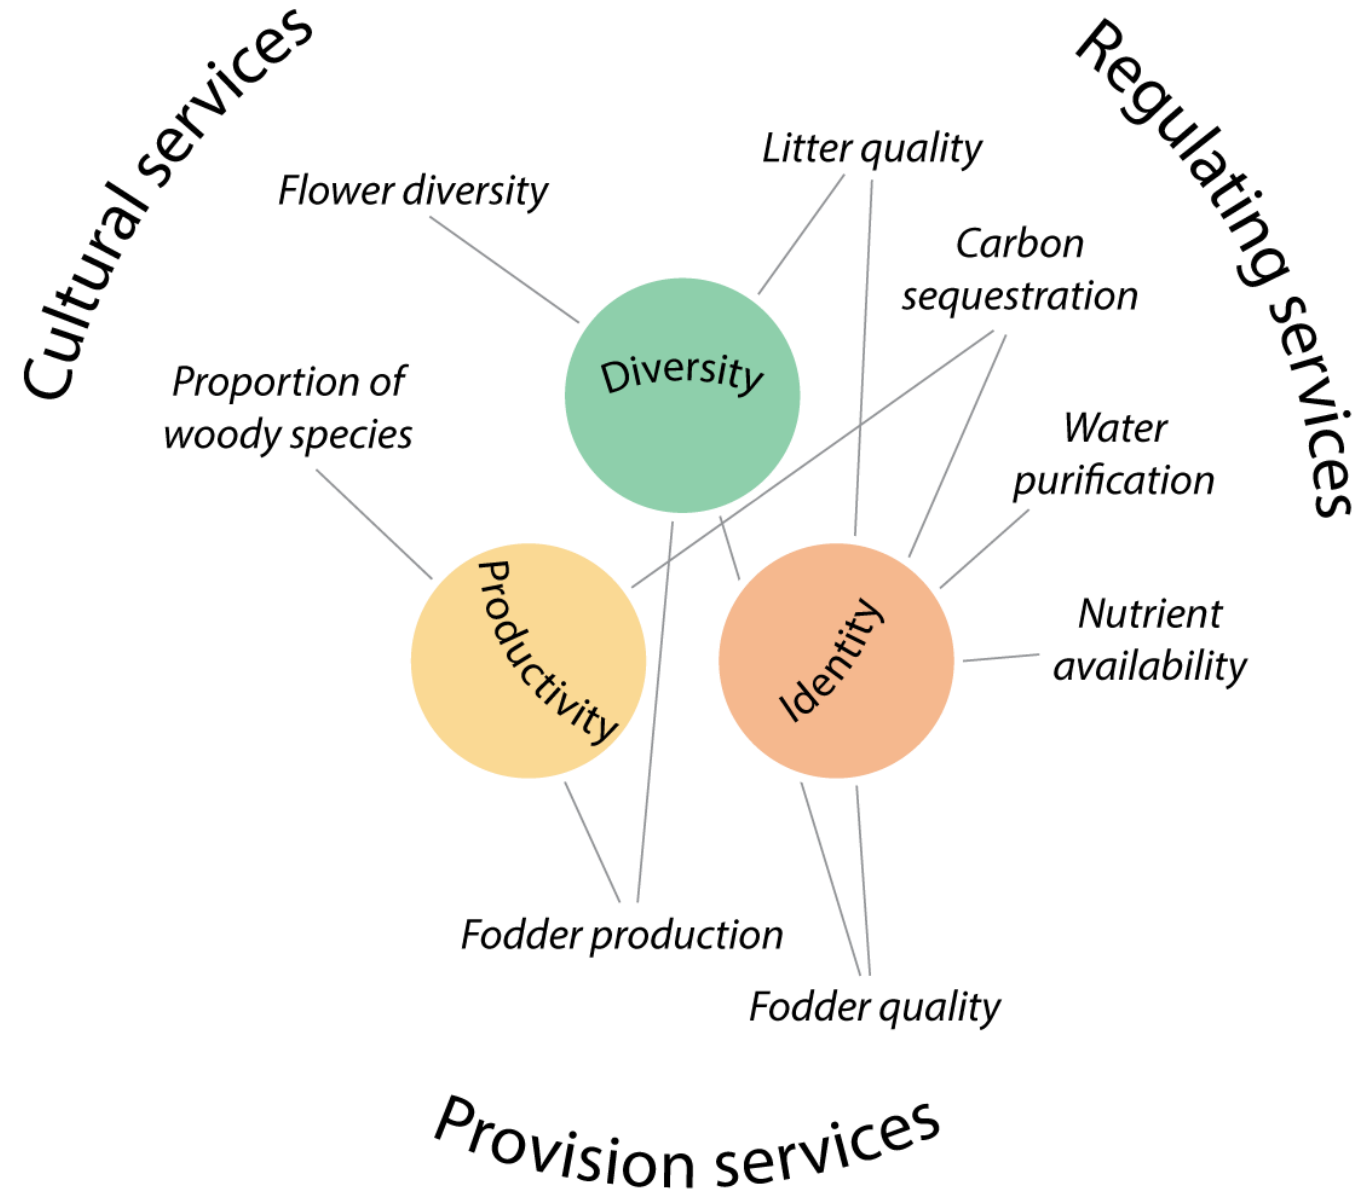 Cultural services
Regulating services
Litter quality
Flower diversity
Carbon
sequestration
Diversity
Proportion of
woody species
Water
purification
Productivity
Identity
Nutrient
availability
Fodder production
Fodder quality
Provision services